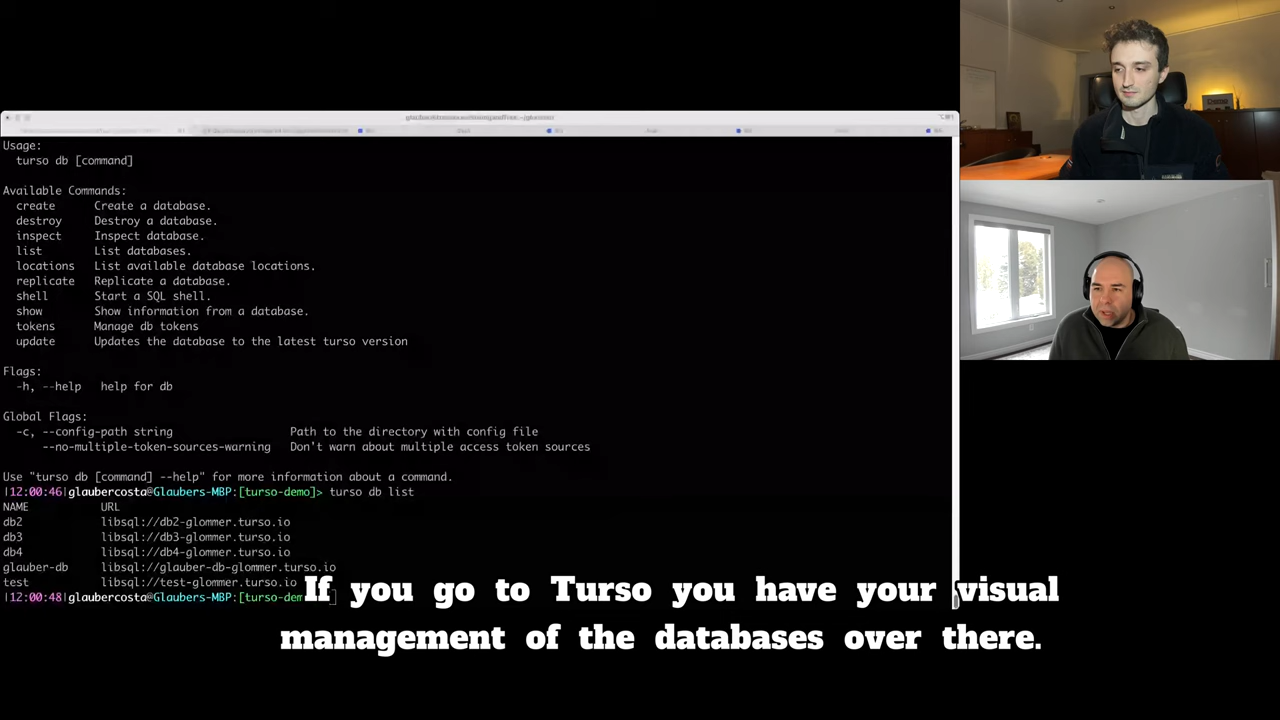 Usage:
turso db [command]
Available Commands:
create Create a database.
destroy Destroy a database.
inspect Inspect database.
list List databases.
locations List available database locations.
replicate Replicate a database.
shell Start a SQL shell.
show Show information from a database.
tokens Manage db tokens
update Updates the database to the latest turso version
Flags:
-h, --help help for db
Global Flags:
-c, --config-path string Path to the directory with config file
--no-multiple-token-sources-warning Don't warn about multiple access token sources
Use "turso db [command] --help" for more information about a command.
|12:00:46|glaubercosta@Glaubers-MBP:[turso-demo]> turso db list
NAME URL
db2 libsql://db2-glommer.turso.io
db3 libsql://db3-glommer.turso.io
db4 libsql://db4-glommer.turso.io
glauber-db libsql://glauber-db-glommer.turso.io
test libsql://test-glommer.turso.io
|12:00:48|glaubercosta@Glaubers-MBP:[turso-dem
If you go to Turso you have your visual
management of the databases over there.